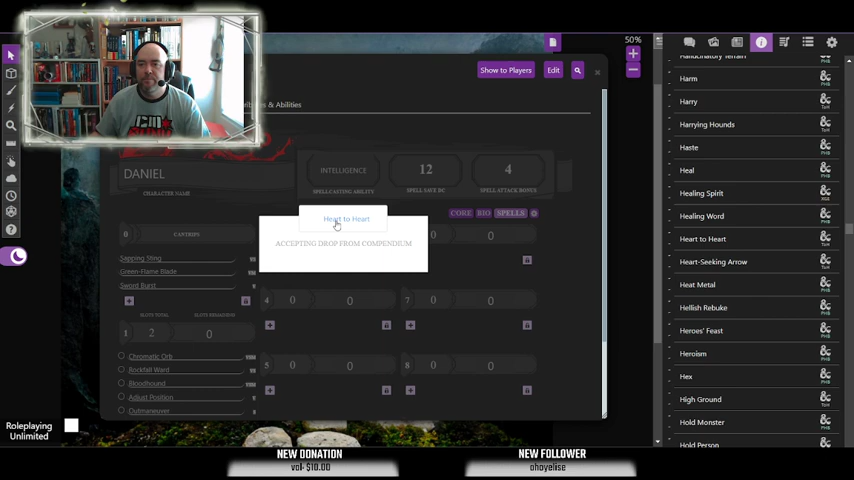 50%
Show to Players
Edit
& Abilities
DANIEL
CHARACTER NAME
INTELLIGENCE
SPELLCASTING ABILITY
12
SPELL SAVE DC
4
SPELL ATTACK BONUS
CORE
BIO
SPELLS
Heart to Heart
ACCEPTING DROP FROM COMPENDIUM
0
CANTRIPS
0
0
Sapping Sting
Green-Flame Blade
Sword Burst
SLOTS TOTAL
SLOTS REMAINING
1
2
0
4
0
0
7
0
0
5
0
0
8
0
0
Chromatic Orb
Rockfall Ward
Bloodhound
Adjust Position
Outmaneuver
Harm
Harry
Harrying Hounds
Haste
Heal
Healing Spirit
Healing Word
Heart to Heart
Heart-Seeking Arrow
Heat Metal
Hellish Rebuke
Heroes' Feast
Heroism
Hex
High Ground
Hold Monster
Hold Person
Roleplaying
Unlimited
NEW DONATION
vol- $10.00
NEW FOLLOWER
ohoyelise